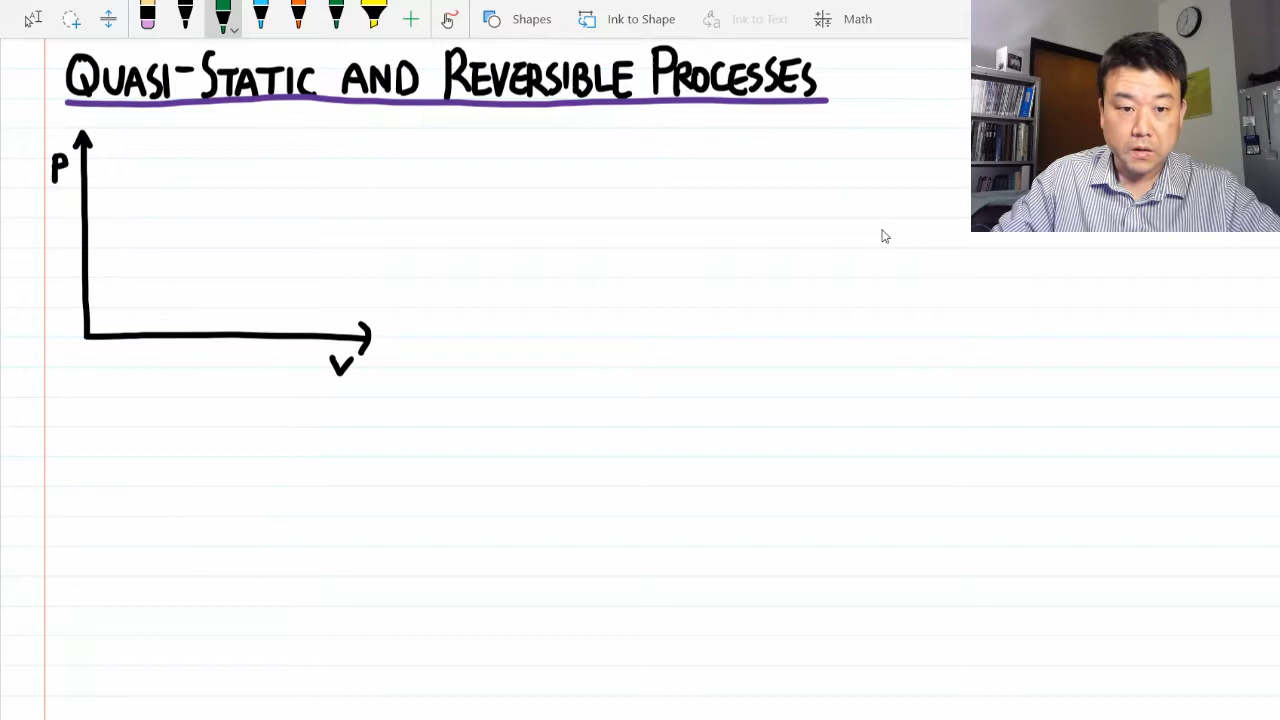 Shapes Ink to Shape Ink to Text Math
QUASI-STATIC AND REVERSIBLE PROCESSES
P
V